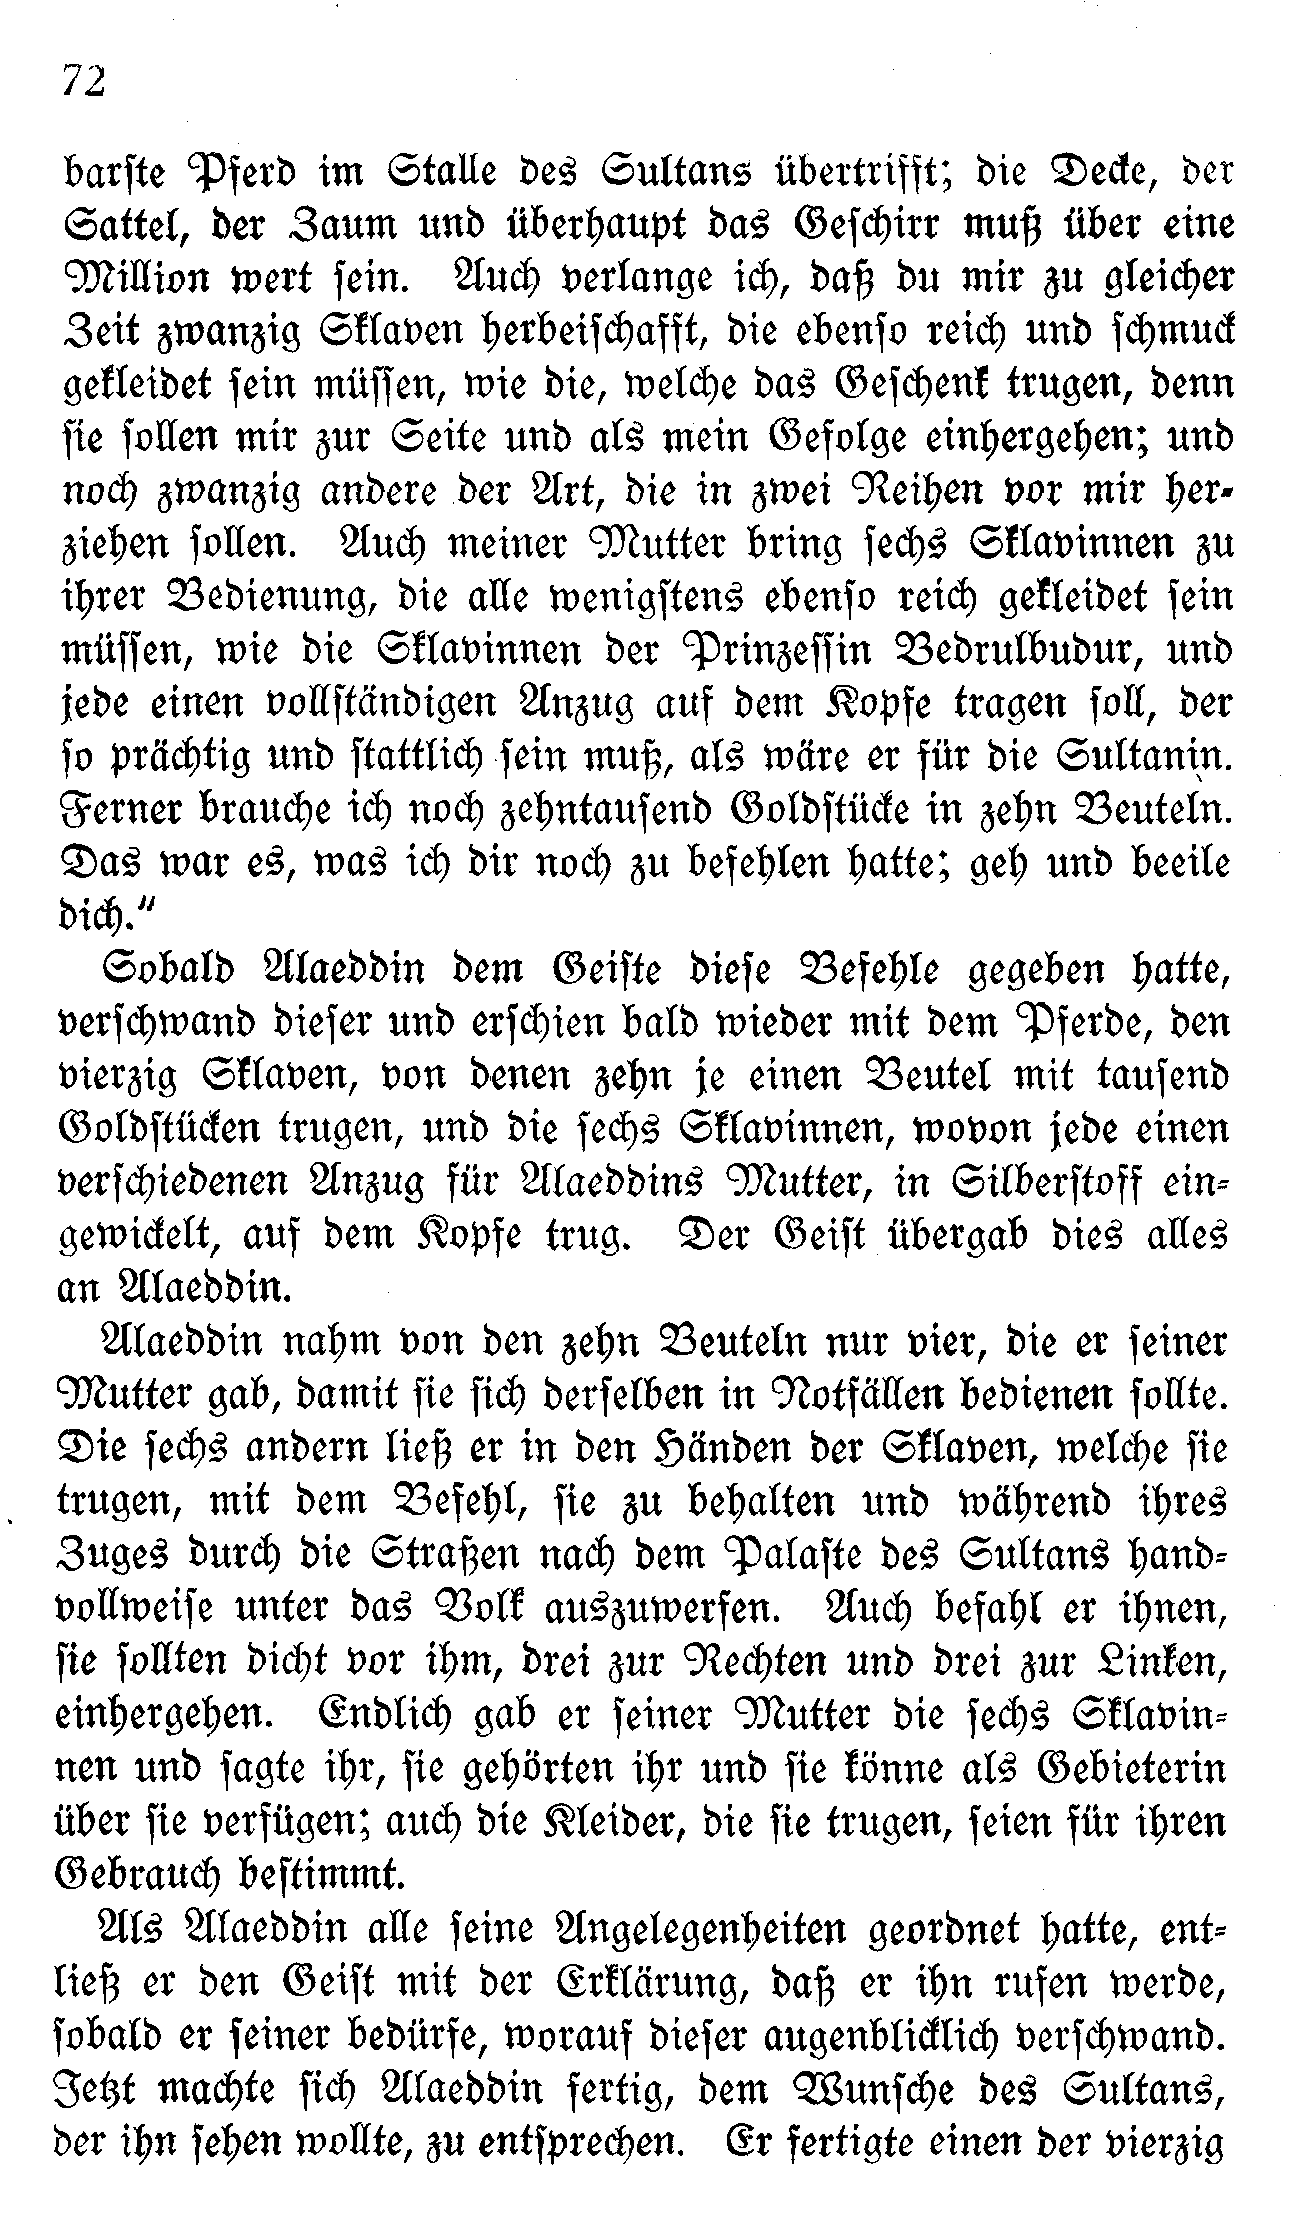 72
barſte Pferd im Stalle des Sultans übertrifft; die Decke, der
Sattel, der Zaum und überhaupt das Geſchirr muß über eine
Million wert ſein. Auch verlange ich, daß du mir zu gleicher
Zeit zwanzig Sklaven herbeiſchafft, die ebenſo reich und ſchmuck
gekleidet ſein müſſen, wie die, welche das Geſchenk trugen, denn
ſie ſollen mir zur Seite und als mein Gefolge einhergehen; und
noch zwanzig andere der Art, die in zwei Reihen vor mir her-
ziehen ſollen. Auch meiner Mutter bring ſechs Sklavinnen zu
ihrer Bedienung, die alle wenigſtens ebenſo reich gekleidet ſein
müſſen, wie die Sklavinnen der Prinzeſſin Bedrulbudur, und
jede einen vollſtändigen Anzug auf dem Kopfe tragen ſoll, der
ſo prächtig und ſtattlich ſein muß, als wäre er für die Sultanin.
Ferner brauche ich noch zehntauſend Goldſtücke in zehn Beuteln.
Das war es, was ich dir noch zu befehlen hatte; geh und beeile
dich.“
Sobald Alaeddin dem Geiſte dieſe Befehle gegeben hatte,
verſchwand dieſer und erſchien bald wieder mit dem Pferde, den
vierzig Sklaven, von denen zehn je einen Beutel mit tauſend
Goldſtücken trugen, und die ſechs Sklavinnen, wovon jede einen
verſchiedenen Anzug für Alaeddins Mutter, in Silberſtoff ein-
gewickelt, auf dem Kopfe trug. Der Geiſt übergab dies alles
an Alaeddin.
Alaeddin nahm von den zehn Beuteln nur vier, die er ſeiner
Mutter gab, damit ſie ſich derſelben in Notfällen bedienen ſollte.
Die ſechs andern ließ er in den Händen der Sklaven, welche ſie
trugen, mit dem Befehl, ſie zu behalten und während ihres
Zuges durch die Straßen nach dem Palaſte des Sultans hand-
vollweiſe unter das Volk auszuwerfen. Auch befahl er ihnen,
ſie ſollten dicht vor ihm, drei zur Rechten und drei zur Linken,
einhergehen. Endlich gab er ſeiner Mutter die ſechs Sklavin-
nen und ſagte ihr, ſie gehörten ihr und ſie könne als Gebieterin
über ſie verfügen; auch die Kleider, die ſie trugen, ſeien für ihren
Gebrauch beſtimmt.
Als Alaeddin alle ſeine Angelegenheiten geordnet hatte, ent-
ließ er den Geiſt mit der Erklärung, daß er ihn rufen werde,
ſobald er ſeiner bedürfe, worauf dieſer augenblicklich verſchwand.
Jetzt machte ſich Alaeddin fertig, dem Wunſche des Sultans,
der ihn ſehen wollte, zu entſprechen. Er fertigte einen der vierzig